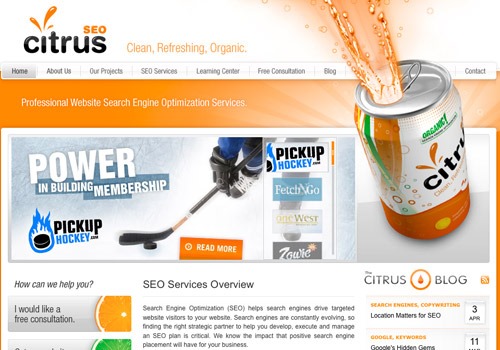 SEO
citrus
Clean, Refreshing, Organic.
Home
About Us
Our Projects
SEO Services
Learning Center
Free Consultation
Blog
Contact
Professional Website Search Engine Optimization Services.
ORGANIC!
citrus
POWER
IN BUILDING
MEMBERSHIP
PICKUP
HOCKEY.COM
READ MORE
PICKUP
HOCKEY.COM
Fetch'nGo
oneWest
Zowie
How can we help you?
I would like a
free consultation.
SEO Services Overview
Search Engine Optimization (SEO) helps search engines drive targeted
website visitors to your website. Search engines are constantly evolving, so
finding the right strategic partner to help you develop, execute and manage
an SEO plan is critical. We know the impact that positive search engine
placement will have for your business.
The
CITRUS BLOG
SEARCH ENGINES, COPYWRITING
Location Matters for SEO
3
APR
GOOGLE, KEYWORDS
Google's Hidden Gems
11